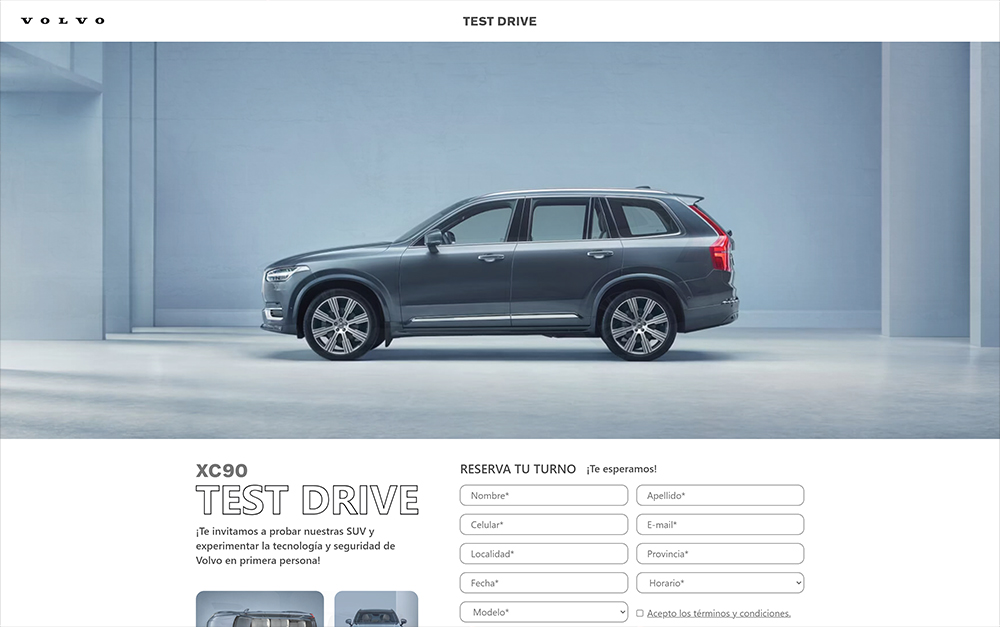 VOLVO
TEST DRIVE
XC90
TEST DRIVE
¡Te invitamos a probar nuestras SUV y
experimentar la tecnología y seguridad de
Volvo en primera persona!
RESERVA TU TURNO ¡Te esperamos!
Nombre* Apellido*
Celular* E-mail*
Localidad* Provincia*
Fecha* Horario*
Modelo* Acepto los términos y condiciones.